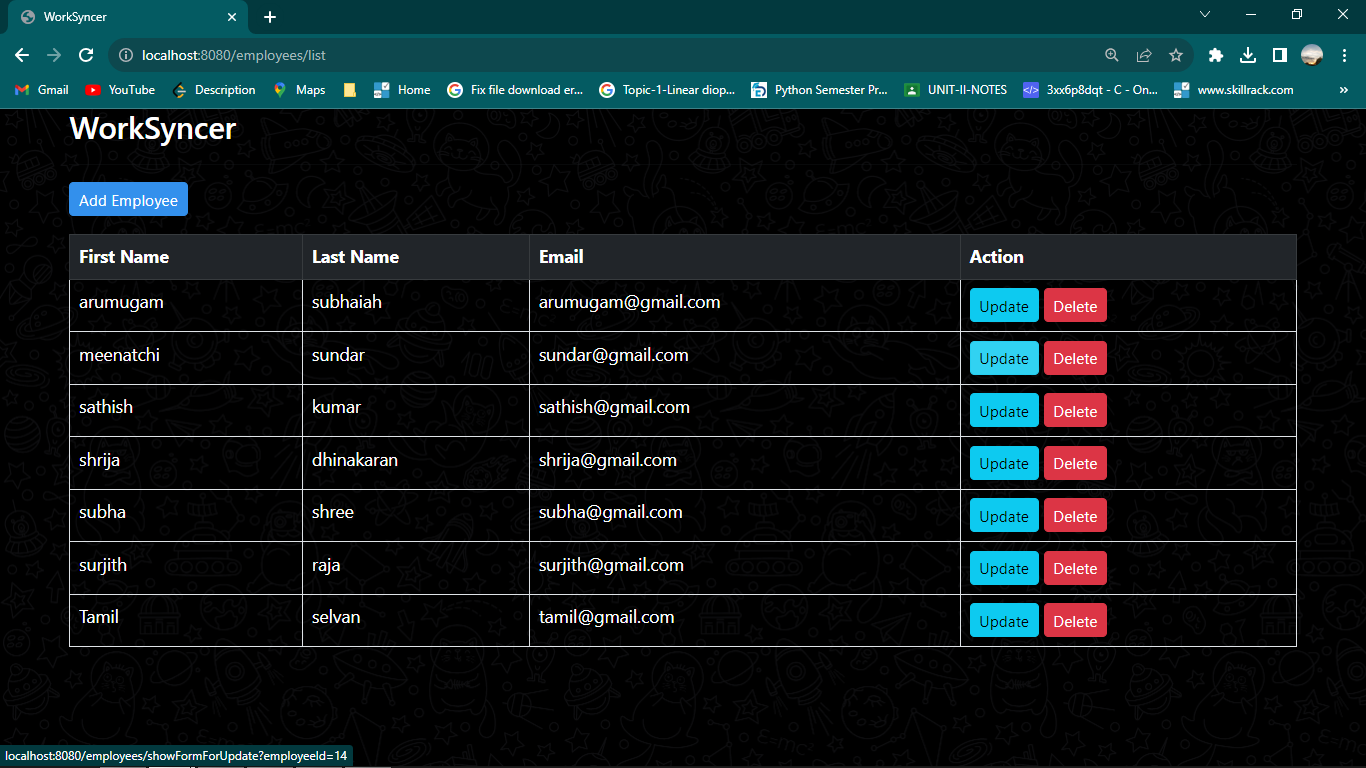 WorkSyncer
localhost:8080/employees/list
Gmail YouTube Description Maps Home Fix file download er... Topic-1-Linear diop... Python Semester Pr... UNIT-II-NOTES 3xx6p8dqt - C - On... www.skillrack.com »
WorkSyncer
Add Employee
First Name Last Name Email Action
arumugam subhaiah arumugam@gmail.com Update Delete
meenatchi sundar sundar@gmail.com Update Delete
sathish kumar sathish@gmail.com Update Delete
shrija dhinakaran shrija@gmail.com Update Delete
subha shree subha@gmail.com Update Delete
surjith raja surjith@gmail.com Update Delete
Tamil selvan tamil@gmail.com Update Delete
localhost:8080/employees/showFormForUpdate?employeeId=14